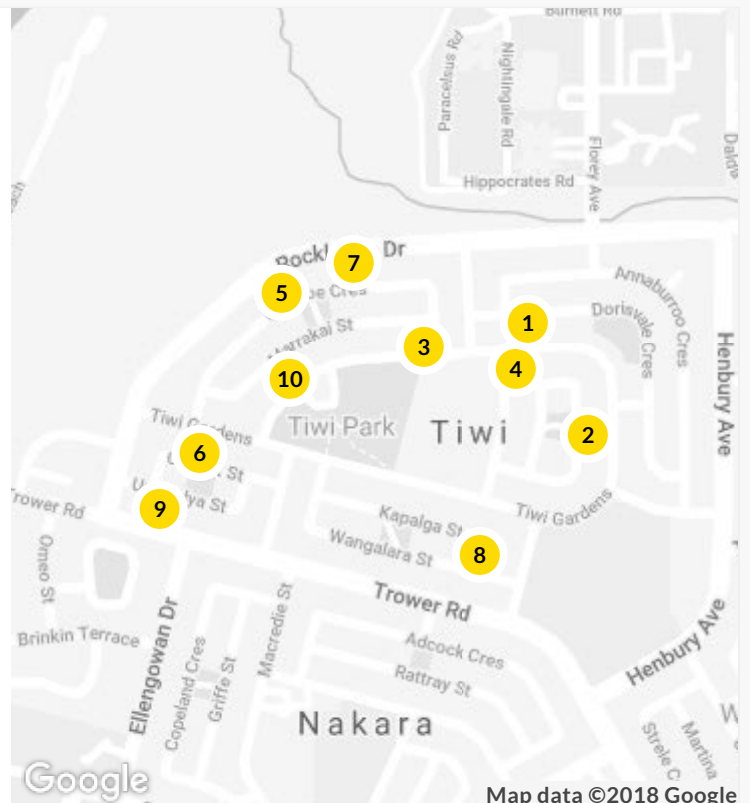 Burnett Rd
Paracelsus Rd
Nightingale Rd
Florey Ave
Hippocrates Rd
Dr
7
5
Cres
Marrakai St
Annaburroo Cres
Dorisvale Cres
1
3
4
Henbury Ave
10
Tiwi Park
Tiwi
2
Tiwi Gardens
6
St
9
St
Trower Rd
Kapalga St
Tiwi Gardens
Wangalara St
8
Omeo St
Trower Rd
Brinkin Terrace
Ellengowan Dr
Copeland Cres
Griffe St
Macredie St
Adcock Cres
Rattray St
Henbury Ave
Nakara
Strele C
Martina
W
Google
Map data ©2018 Google